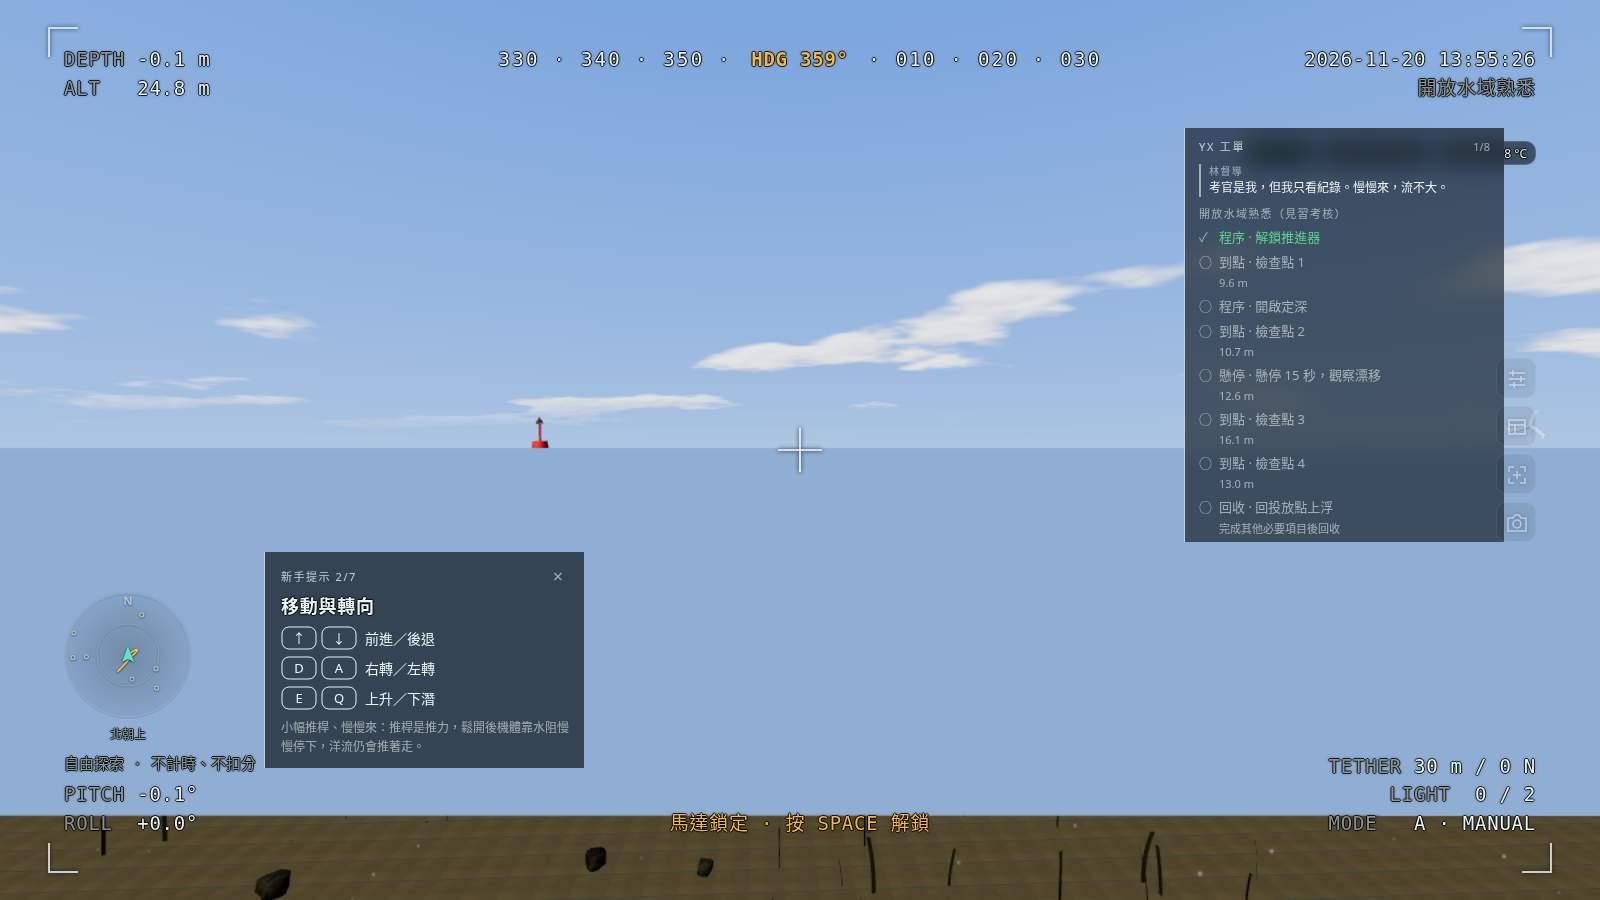 DEPTH -0.1 m
ALT 24.8 m
330 · 340 · 350 · HDG 359° · 010 · 020 · 030
2026-11-20 13:55:26
開放水域熟悉
8 °C
YX 工單 1/8
林督導
考官是我，但我只看紀錄。慢慢來，流不大。
開放水域熟悉（見習考核）
✓ 程序 · 解鎖推進器
到點 · 檢查點 1
9.6 m
程序 · 開啟定深
到點 · 檢查點 2
10.7 m
懸停 · 懸停 15 秒，觀察漂移
12.6 m
到點 · 檢查點 3
16.1 m
到點 · 檢查點 4
13.0 m
回收 · 回投放點上浮
完成其他必要項目後回收
新手提示 2/7 ✕
移動與轉向
↑ ↓ 前進／後退
D A 右轉／左轉
E Q 上升／下潛
小幅推桿、慢慢來：推桿是推力，鬆開後機體靠水阻慢
慢停下，洋流仍會推著走。
N
北朝上
自由探索 · 不計時、不扣分
PITCH -0.1°
ROLL +0.0°
馬達鎖定 · 按 SPACE 解鎖
TETHER 30 m / 0 N
LIGHT 0 / 2
MODE A · MANUAL